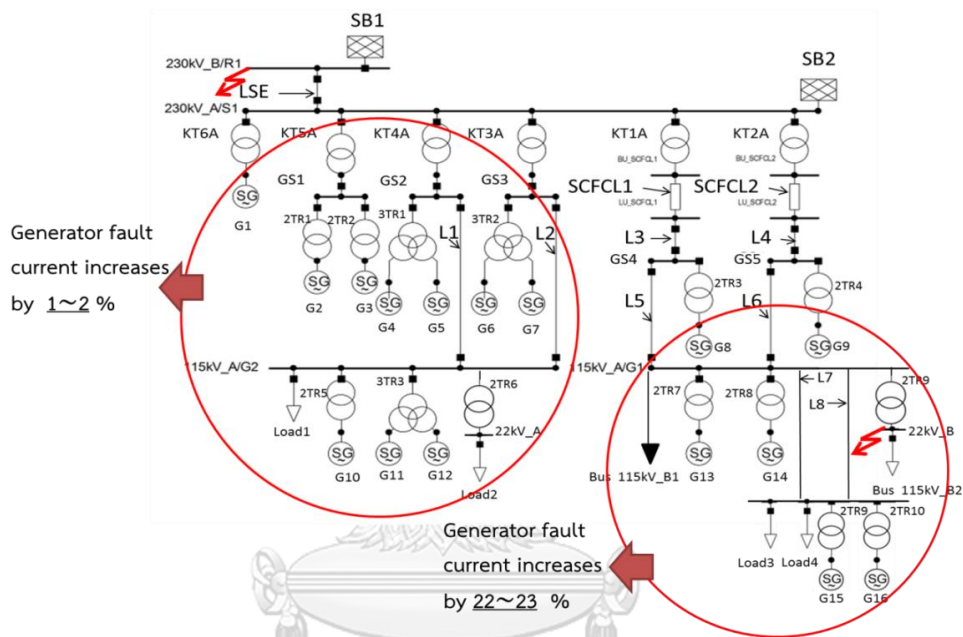 SB1
230kV_B/R1
SB2
LSE
230kV_A/S1
KT6A
KT5A
KT4A
KT3A
KT1A
KT2A
BU_SCFCL1
BU_SCFCL2
GS1
GS2
GS3
SCFCL1
SCFCL2
LU_SCFCL1
LU_SCFCL2
G1
2TR1
2TR2
3TR1
3TR2
L1
L2
L3
L4
GS4
GS5
Generator fault
current increases
by 1~2 %
SG
SG
SG
SG
SG
SG
SG
G2
G3
G4
G5
G6
G7
L5
L6
2TR3
2TR4
SG
G8
SG
G9
115kV_A/G2
115kV_A/G1
2TR5
3TR3
2TR6
2TR7
2TR8
L7
L8
2TR9
Load1
SG
SG
SG
G10
G11
G12
22kV_A
Load2
SG
SG
G13
G14
22kV_B
Bus 115kV_B1
Bus 115kV_B2
2TR9
2TR10
Load3
Load4
SG
SG
G15
G16
Generator fault
current increases
by 22~23 %